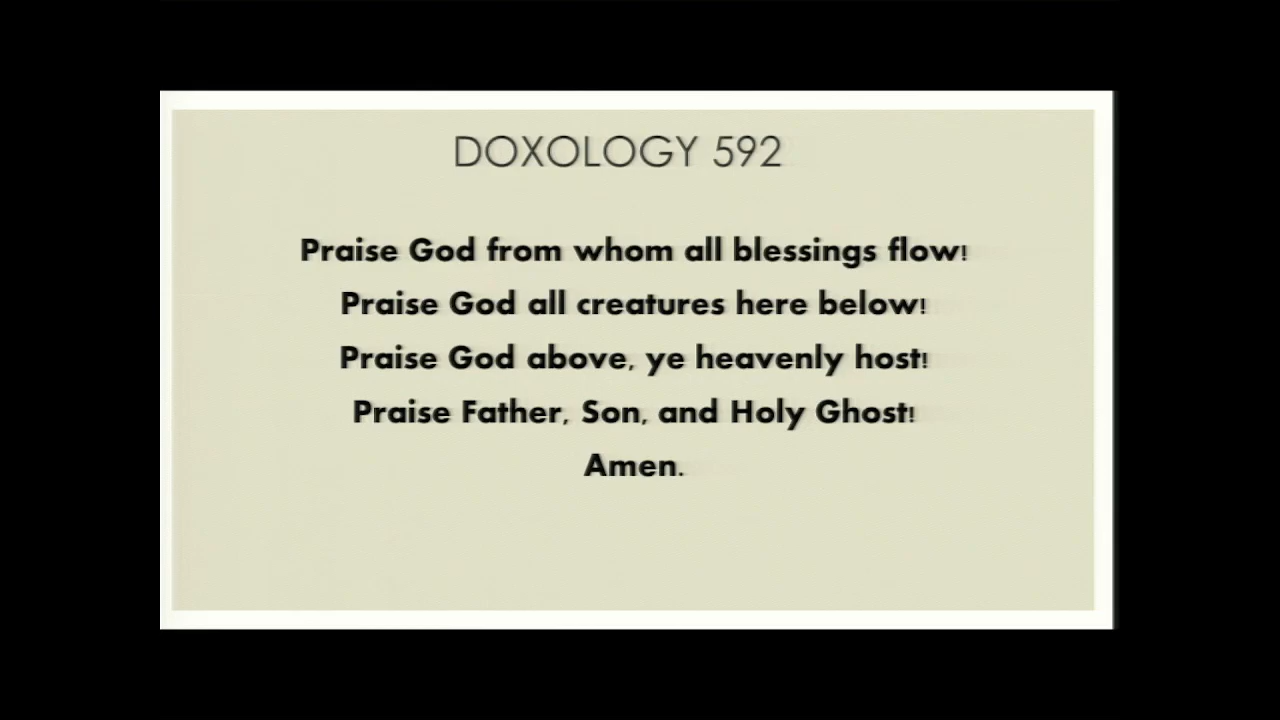 DOXOLOGY 592
Praise God from whom all blessings flow!
Praise God all creatures here below!
Praise God above, ye heavenly host!
Praise Father, Son, and Holy Ghost!
Amen.